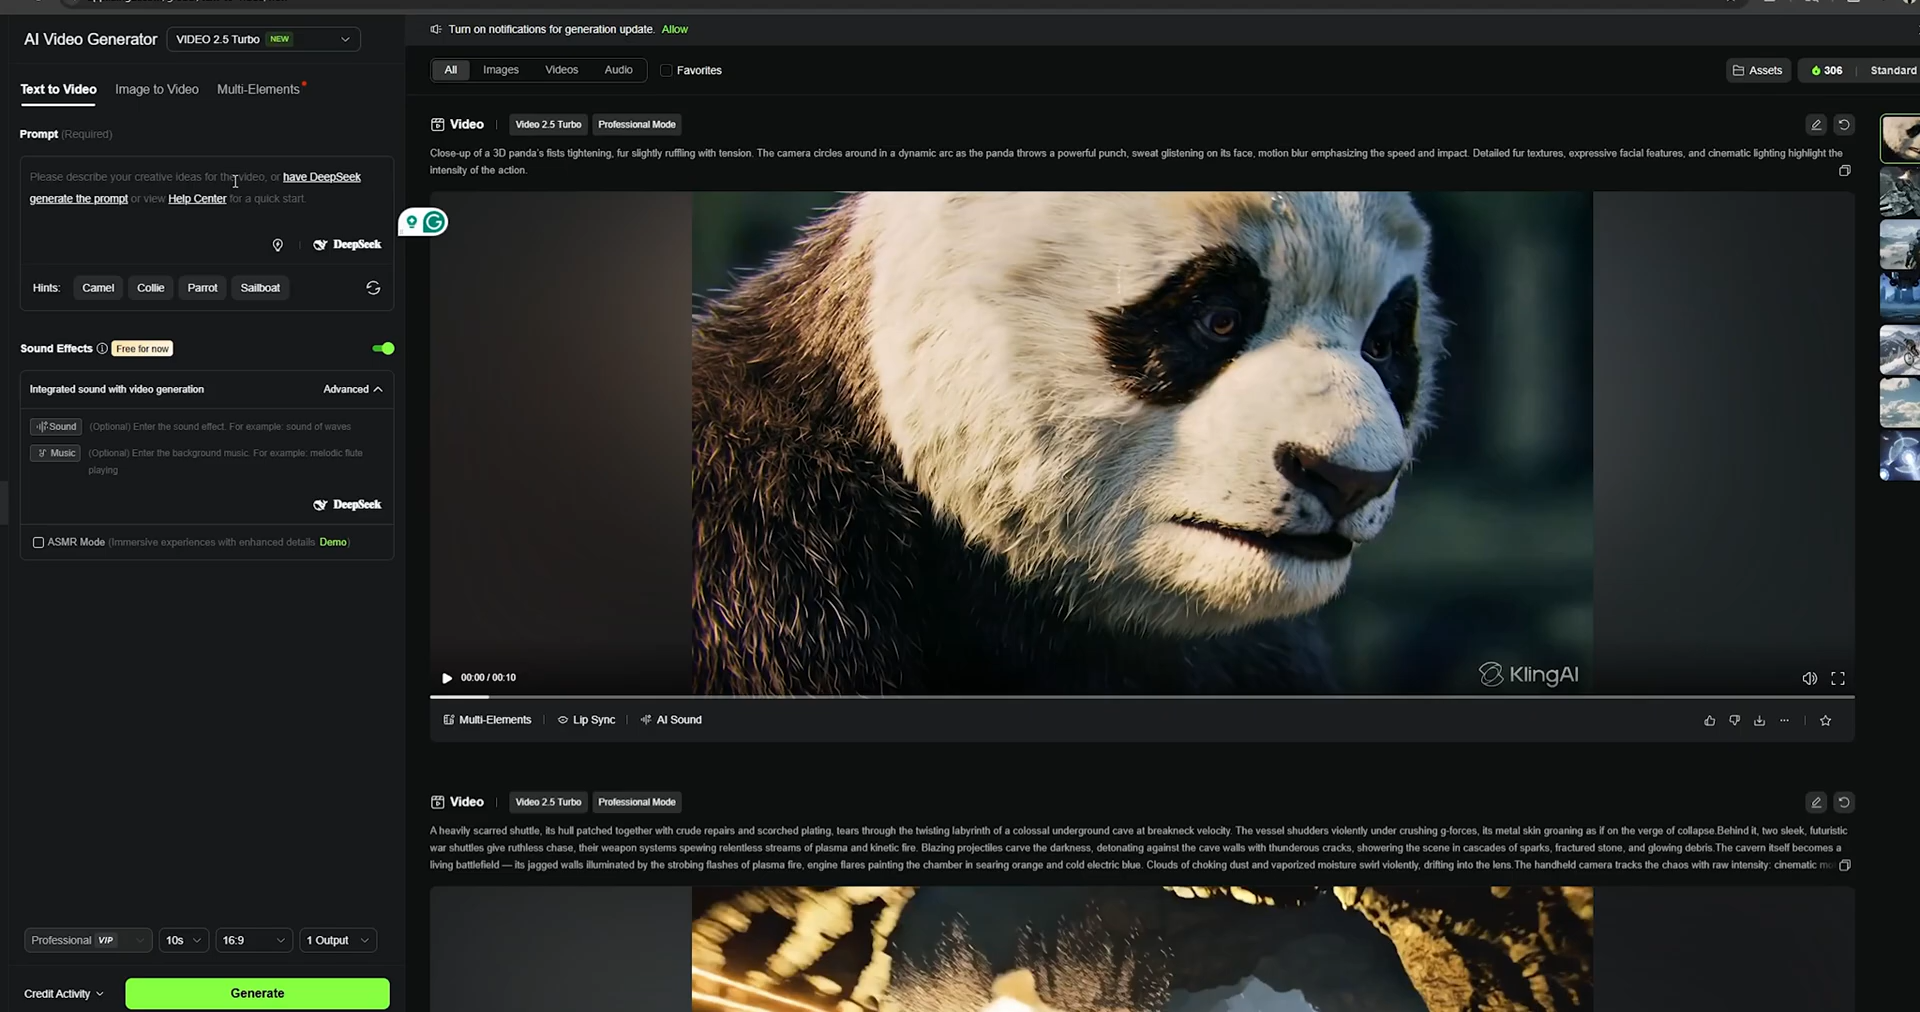 AI Video Generator
VIDEO 2.5 Turbo NEW
Text to Video
Image to Video
Multi-Elements
Prompt (Required)
Please describe your creative ideas for the video, or have DeepSeek
generate the prompt or view Help Center for a quick start.
DeepSeek
Hints:
Camel
Collie
Parrot
Sailboat
Sound Effects
Free for now
Integrated sound with video generation
Advanced
Sound
(Optional) Enter the sound effect. For example: sound of waves
Music
(Optional) Enter the background music. For example: melodic flute
playing
DeepSeek
ASMR Mode (Immersive experiences with enhanced details Demo)
Professional VIP
10s
16:9
1 Output
Credit Activity
Generate
Turn on notifications for generation update. Allow
All
Images
Videos
Audio
Favorites
Assets
306
Standard
Video
Video 2.5 Turbo
Professional Mode
Close-up of a 3D panda's fists tightening, fur slightly ruffling with tension. The camera circles around in a dynamic arc as the panda throws a powerful punch, sweat glistening on its face, motion blur emphasizing the speed and impact. Detailed fur textures, expressive facial features, and cinematic lighting highlight the
intensity of the action.
KlingAI
00:00 / 00:10
Multi-Elements
Lip Sync
AI Sound
Video
Video 2.5 Turbo
Professional Mode
A heavily scarred shuttle, its hull patched together with crude repairs and scorched plating, tears through the twisting labyrinth of a colossal underground cave at breakneck velocity. The vessel shudders violently under crushing g-forces, its metal skin groaning as if on the verge of collapse.Behind it, two sleek, futuristic
war shuttles give ruthless chase, their weapon systems spewing relentless streams of plasma and kinetic fire. Blazing projectiles carve the darkness, detonating against the cave walls with thunderous cracks, showering the scene in cascades of sparks, fractured stone, and glowing debris.The cavern itself becomes a
living battlefield — its jagged walls illuminated by the strobing flashes of plasma fire, engine flares painting the chamber in searing orange and cold electric blue. Clouds of choking dust and vaporized moisture swirl violently, drifting into the lens.The handheld camera tracks the chaos with raw intensity: cinematic mo